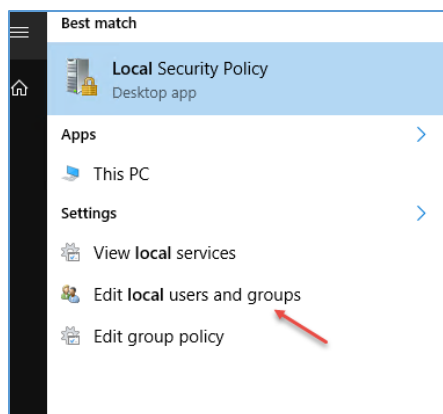 Best match
Local Security Policy
Desktop app
Apps
This PC
Settings
View local services
Edit local users and groups
Edit group policy